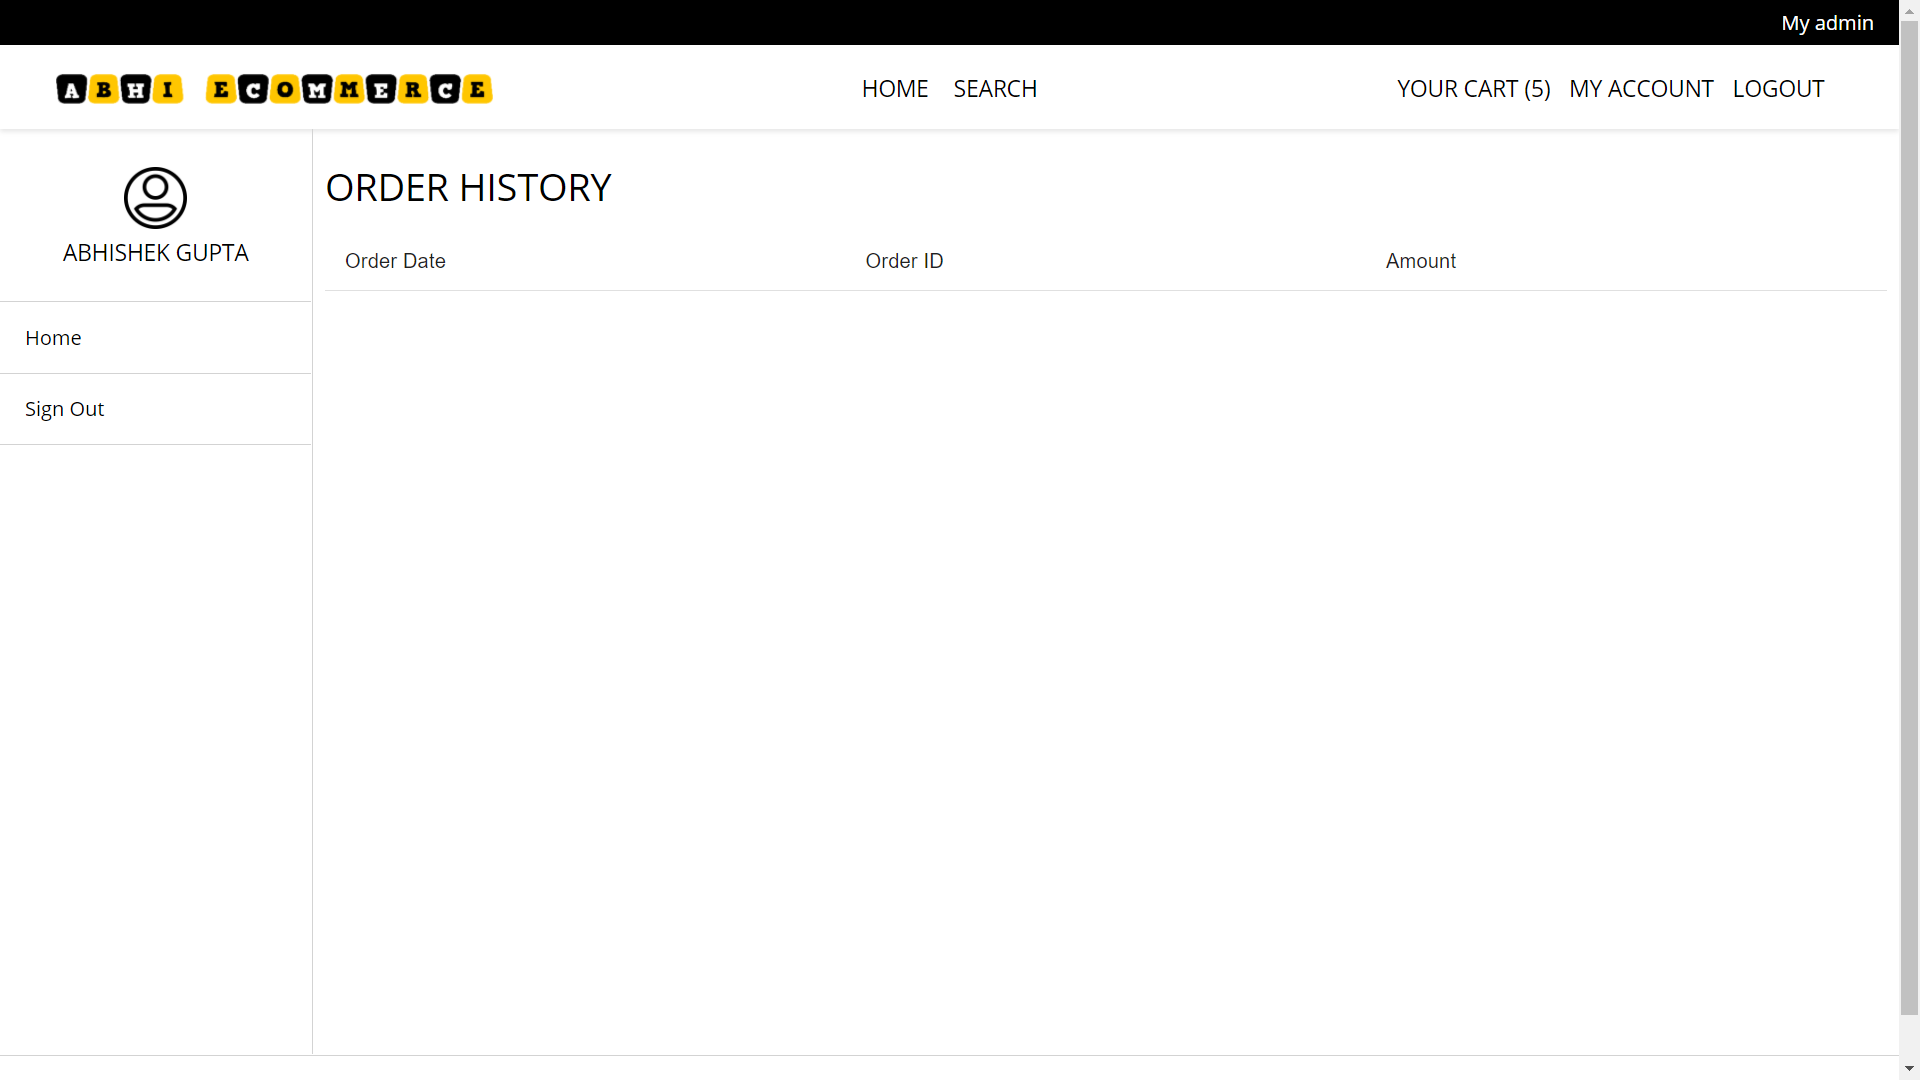 My admin
ABHI ECOMMERCE
HOME SEARCH
YOUR CART (5) MY ACCOUNT LOGOUT
ABHISHEK GUPTA
Home
Sign Out
ORDER HISTORY
Order Date Order ID Amount